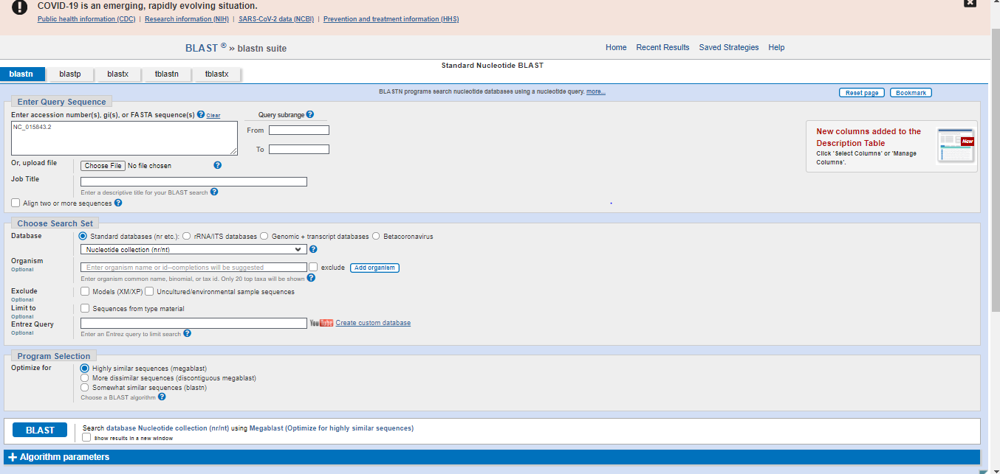 COVID-19 is an emerging, rapidly evolving situation.
Public health information (CDC) | Research information (NIH) | SARS-CoV-2 data (NCBI) | Prevention and treatment information (HHS)
BLAST ® » blastn suite
Home Recent Results Saved Strategies Help
blastn blastp blastx tblastn tblastx
Standard Nucleotide BLAST
BLASTN programs search nucleotide databases using a nucleotide query. more...
Reset page Bookmark
Enter Query Sequence
Enter accession number(s), gi(s), or FASTA sequence(s) ? Clear
Query subrange ?
NC_015843.2
From
To
New columns added to the
Description Table
Click 'Select Columns' or 'Manage
Columns'.
New
Or, upload file Choose File No file chosen ?
Job Title
Enter a descriptive title for your BLAST search ?
Align two or more sequences ?
Choose Search Set
Database Standard databases (nr etc.): rRNA/ITS databases Genomic + transcript databases Betacoronavirus
Nucleotide collection (nr/nt) ?
Organism
Optional
Enter organism name or id--completions will be suggested exclude Add organism
Enter organism common name, binomial, or tax id. Only 20 top taxa will be shown ?
Exclude
Optional
Models (XM/XP) Uncultured/environmental sample sequences
Limit to
Optional
Sequences from type material
Entrez Query
Optional
YouTube Create custom database
Enter an Entrez query to limit search ?
Program Selection
Optimize for
Highly similar sequences (megablast)
More dissimilar sequences (discontiguous megablast)
Somewhat similar sequences (blastn)
Choose a BLAST algorithm ?
BLAST
Search database Nucleotide collection (nr/nt) using Megablast (Optimize for highly similar sequences)
Show results in a new window
+ Algorithm parameters